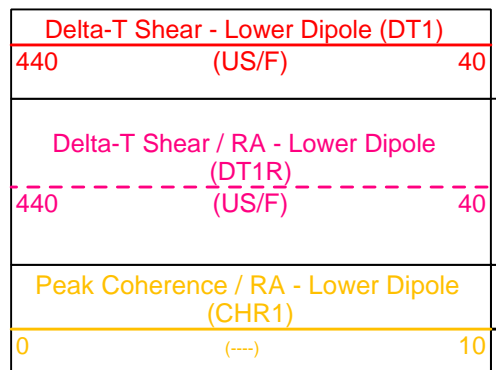 Delta-T Shear - Lower Dipole (DT1)
440 (US/F) 40
Delta-T Shear / RA - Lower Dipole
(DT1R)
440 (US/F) 40
Peak Coherence / RA - Lower Dipole
(CHR1)
0 (----) 10